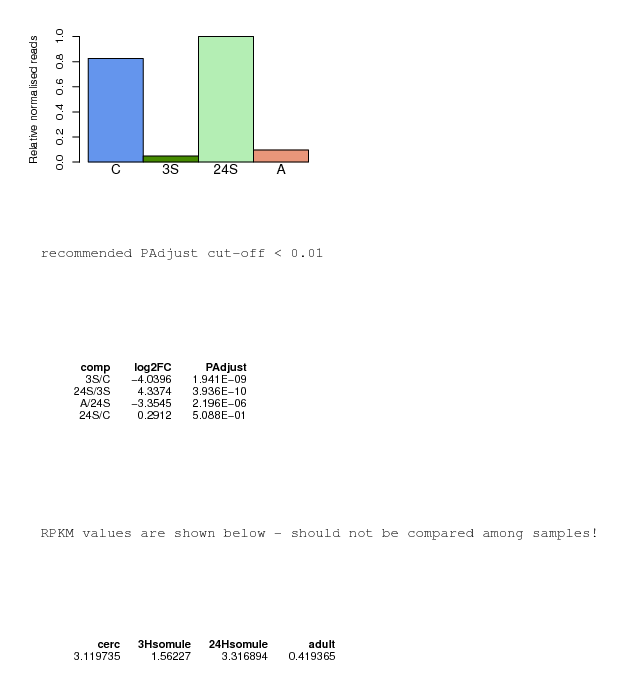 Relative normalised reads
1.0
0.8
0.6
0.4
0.2
0.0
C 3S 24S A
recommended PAdjust cut-off < 0.01
comp log2FC PAdjust
3S/C −4.0396 1.941E−09
24S/3S 4.3374 3.936E−10
A/24S −3.3545 2.196E−06
24S/C 0.2912 5.088E−01
RPKM values are shown below - should not be compared among samples!
cerc 3Hsomule 24Hsomule adult
3.119735 1.56227 3.316894 0.419365